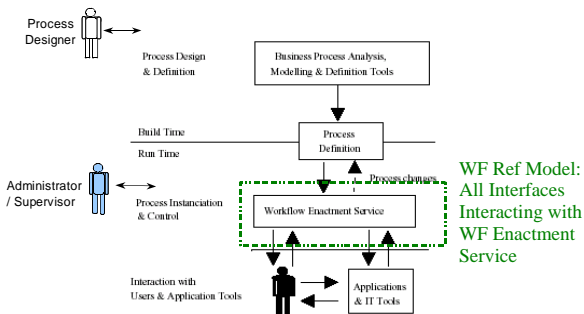 Process
Designer
Process Design
& Definition
Business Process Analysis,
Modelling & Definition Tools
Build Time
Run Time
Process
Definition
Process changes
Administrator
/ Supervisor
Process Instanciation
& Control
Workflow Enactment Service
WF Ref Model:
All Interfaces
Interacting with
WF Enactment
Service
Interaction with
Users & Application Tools
Applications
& IT Tools